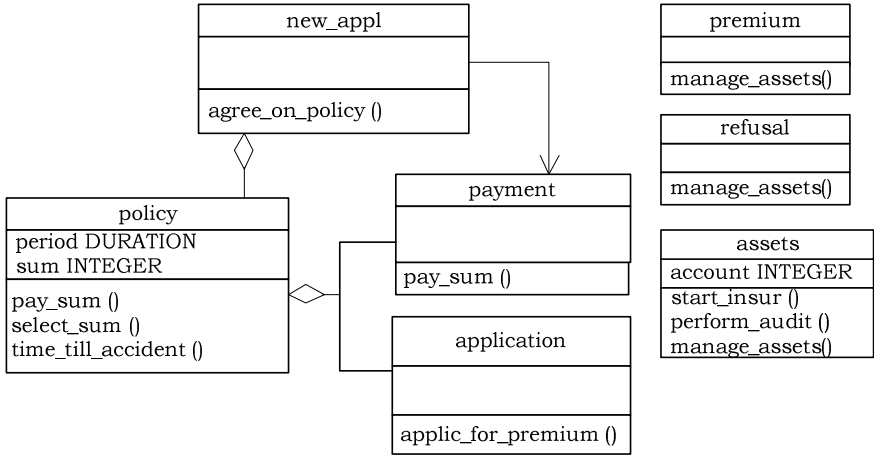 new_appl
agree_on_policy ()
policy
period DURATION
sum INTEGER
pay_sum ()
select_sum ()
time_till_accident ()
payment
pay_sum ()
application
applic_for_premium ()
premium
manage_assets()
refusal
manage_assets()
assets
account INTEGER
start_insur ()
perform_audit ()
manage_assets()